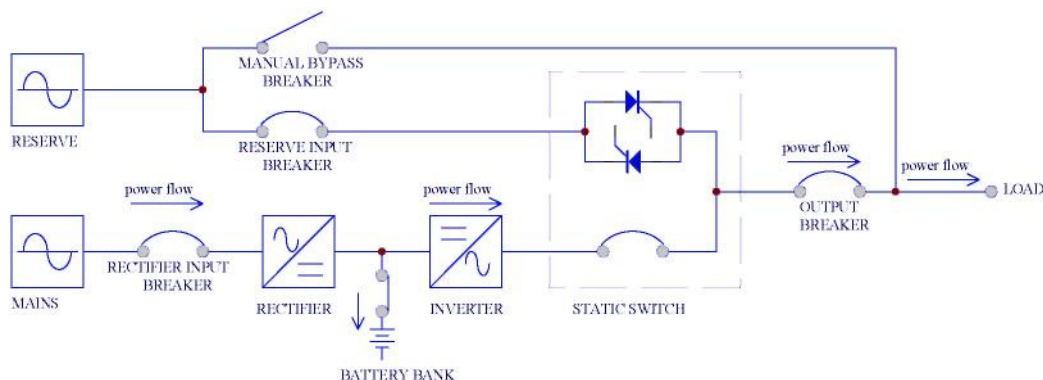 MANUAL BYPASS
BREAKER
RESERVE
RESERVE INPUT
BREAKER
power flow
power flow
power flow
power flow
LOAD
OUTPUT
BREAKER
RECTIFIER INPUT
BREAKER
MAINS
RECTIFIER
INVERTER
STATIC SWITCH
BATTERY BANK